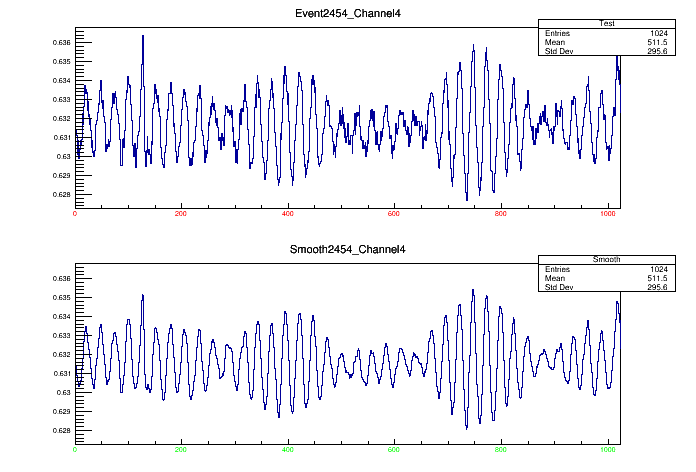 Event2454_Channel4
Test
Entries 1024
Mean 511.5
Std Dev 295.6
0.636
0.635
0.634
0.633
0.632
0.631
0.63
0.629
0.628
0 200 400 600 800 1000
Smooth2454_Channel4
Smooth
Entries 1024
Mean 511.5
Std Dev 295.6
0.636
0.635
0.634
0.633
0.632
0.631
0.63
0.629
0.628
0 200 400 600 800 1000